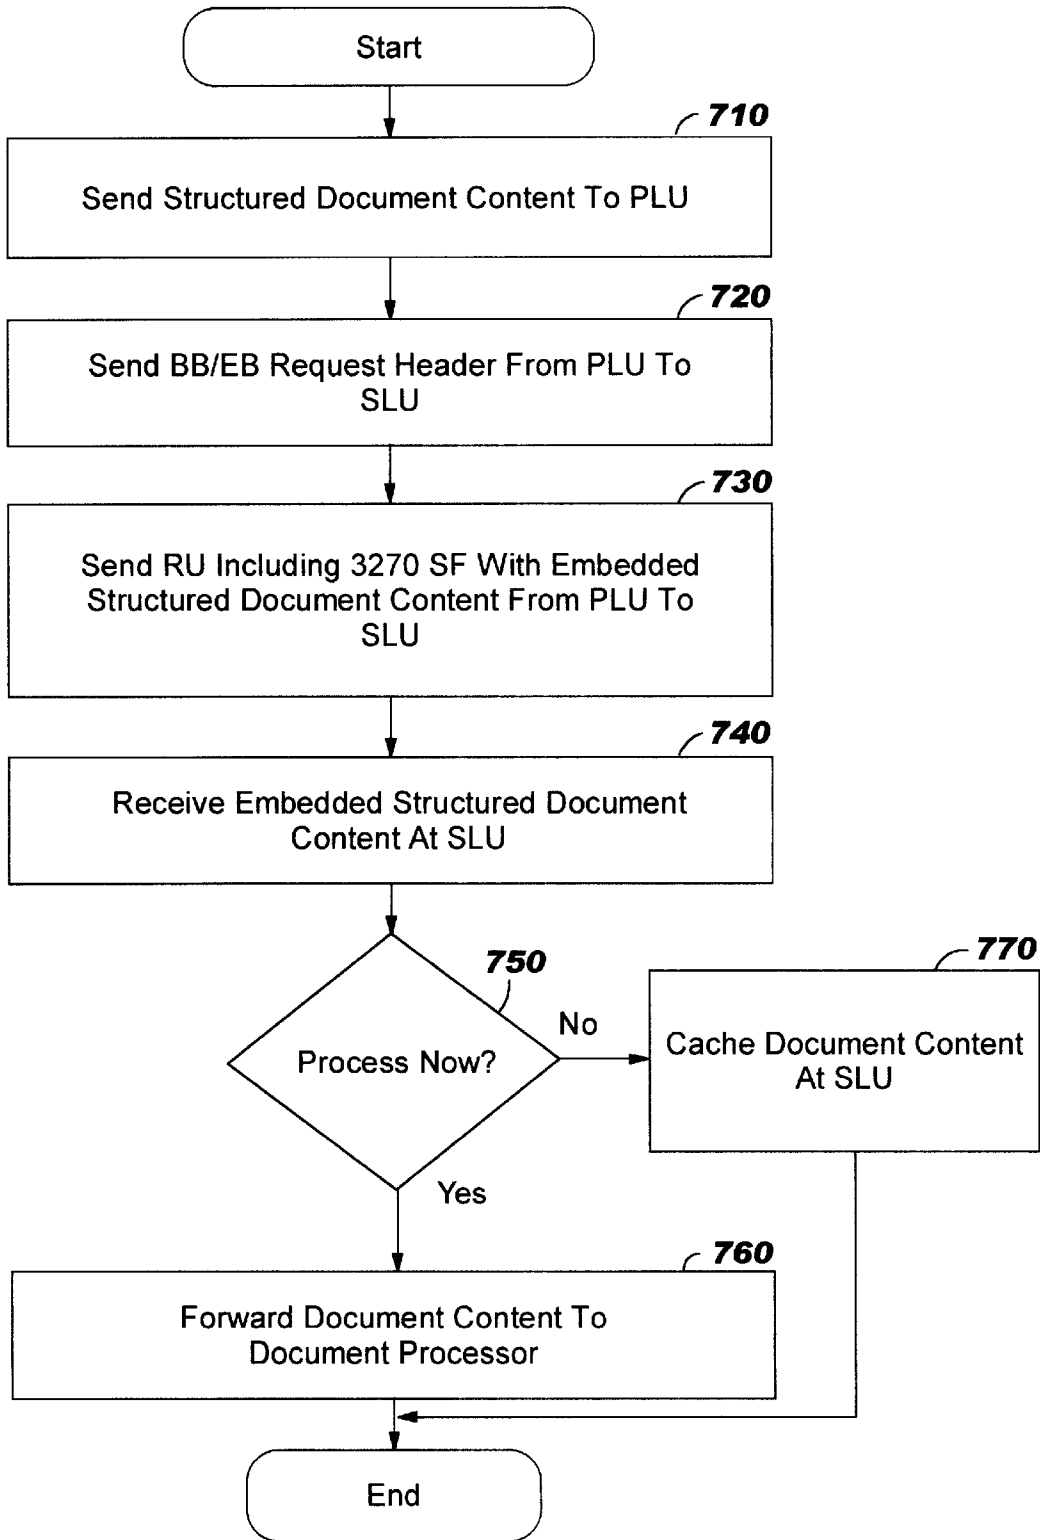 Start
710
Send Structured Document Content To PLU
720
Send BB/EB Request Header From PLU To
SLU
730
Send RU Including 3270 SF With Embedded
Structured Document Content From PLU To
SLU
740
Receive Embedded Structured Document
Content At SLU
750
Process Now?
No
770
Cache Document Content
At SLU
Yes
760
Forward Document Content To
Document Processor
End